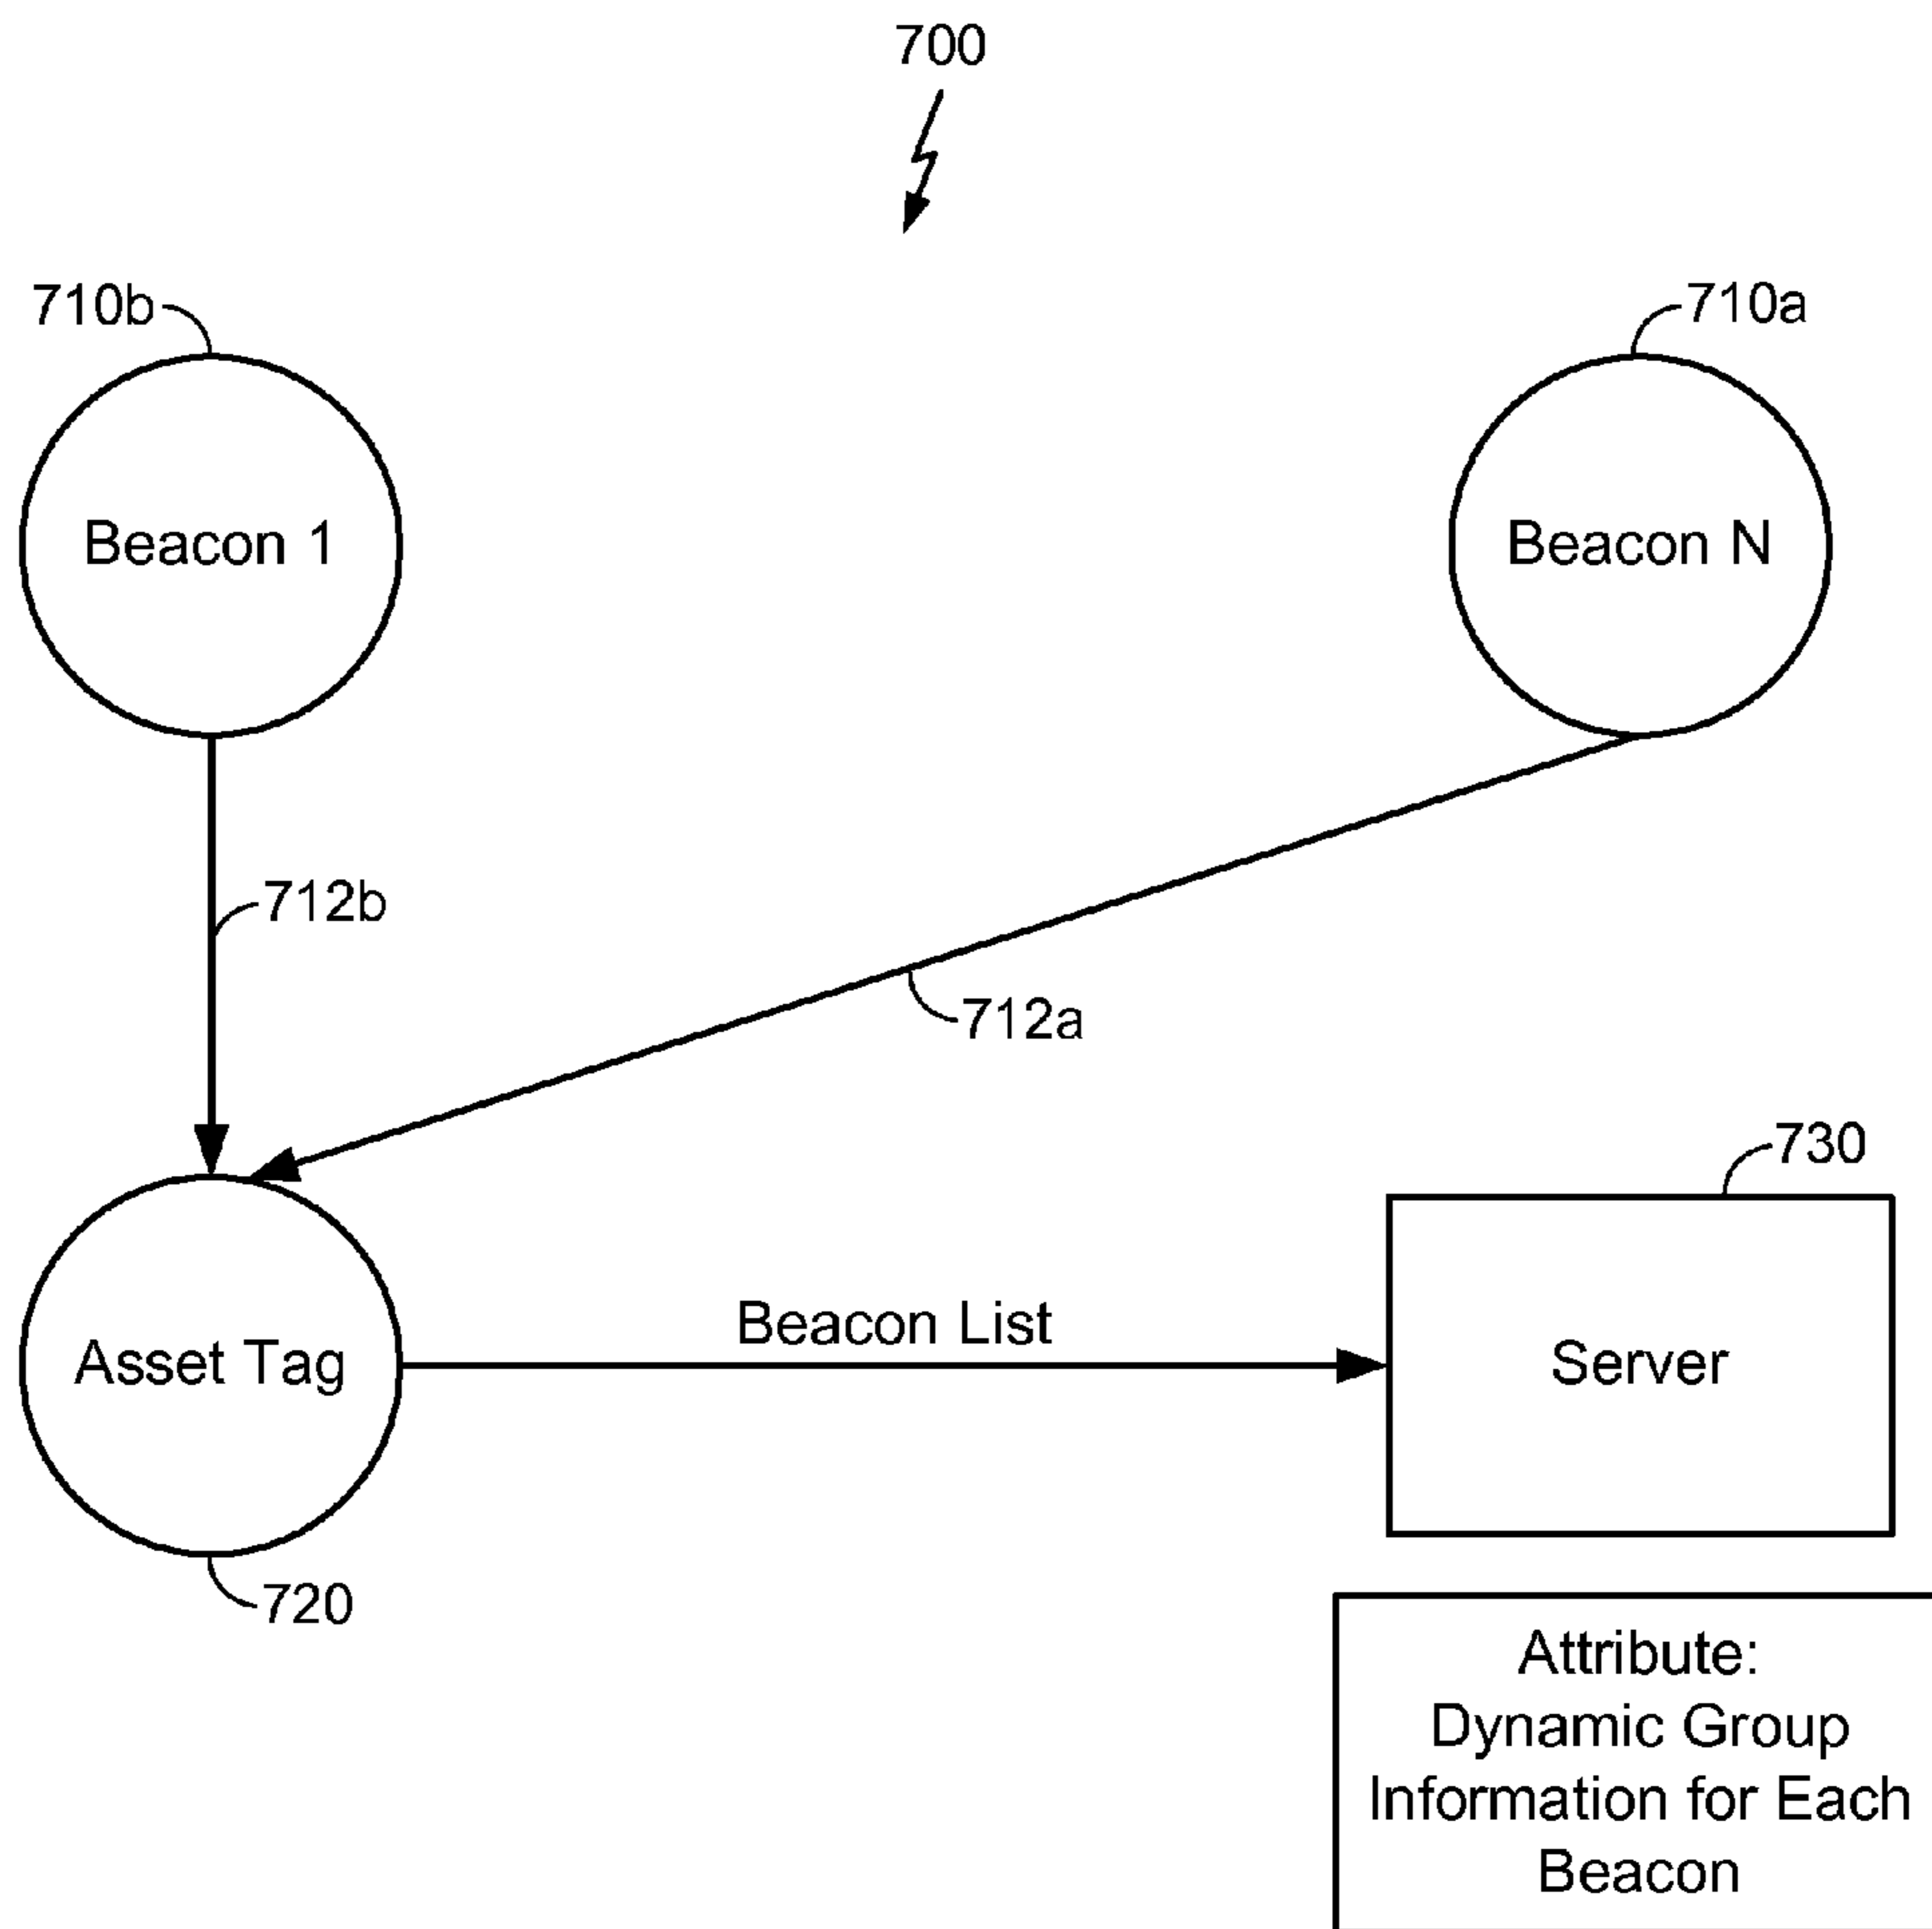 700
710b
710a
Beacon 1
Beacon N
712b
712a
730
Beacon List
Asset Tag
Server
720
Attribute:
Dynamic Group
Information for Each
Beacon